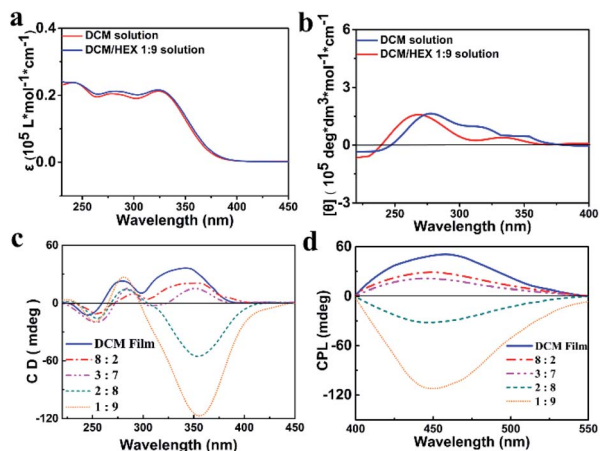 a
DCM solution
DCM/HEX 1:9 solution
ε (10⁵ L*mol⁻¹*cm⁻¹)
0.4
0.2
0.0
250 300 350 400 450
Wavelength (nm)
b
DCM solution
DCM/HEX 1:9 solution
[θ] ( 10⁵ deg*dm³*mol⁻¹*cm⁻¹)
6
3
0
-3
250 300 350 400
Wavelength (nm)
c
C D ( mdeg)
60
0
-60
-120
DCM Film
8 : 2
3 : 7
2 : 8
1 : 9
250 300 350 400 450
Wavelength (nm)
d
CPL (mdeg)
60
0
-60
-120
DCM Film
8 : 2
3 : 7
2 : 8
1 : 9
400 450 500 550
Wavelength (nm)